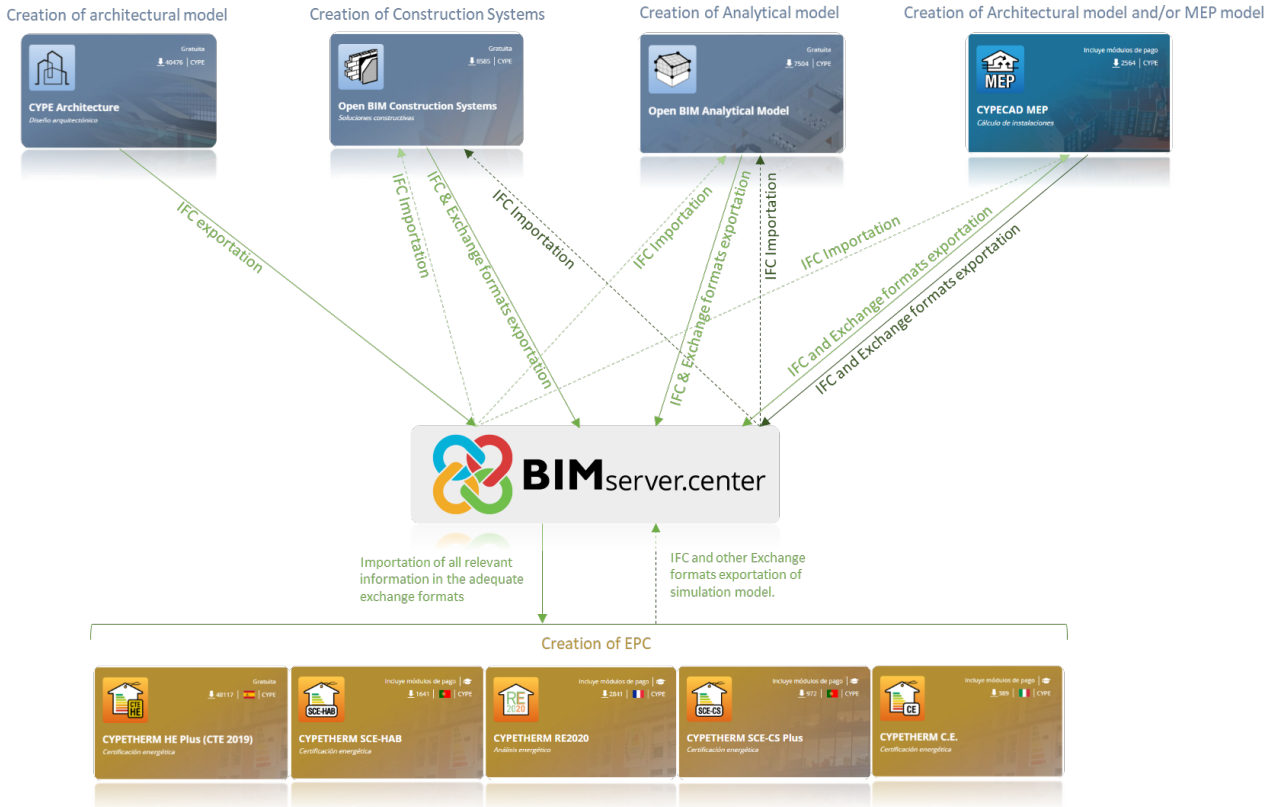 Creation of architectural model
Creation of Construction Systems
Creation of Analytical model
Creation of Architectural model and/or MEP model
Gratuita
40476 | CYPE
CYPE Architecture
Diseño arquitectónico
Gratuita
8585 | CYPE
Open BIM Construction Systems
Soluciones constructivas
Gratuita
7504 | CYPE
Open BIM Analytical Model
Incluye módulos de pago
2564 | CYPE
MEP
CYPECAD MEP
Cálculo de instalaciones
IFC exportation
IFC Importation
IFC & Exchange formats exportation
IFC Importation
IFC Importation
IFC & Exchange formats exportation
IFC Importation
IFC Importation
IFC and Exchange formats exportation
IFC and Exchange formats exportation
BIMserver.center
Importation of all relevant
information in the adequate
exchange formats
IFC and other Exchange
formats exportation of
simulation model.
Creation of EPC
Gratuita
48117 | CYPE
CTE
HE
CYPETHERM HE Plus (CTE 2019)
Certificación energética
Incluye módulos de pago
1641 | CYPE
SCE-HAB
CYPETHERM SCE-HAB
Certificación energética
Incluye módulos de pago
2841 | CYPE
RE
2020
CYPETHERM RE2020
Análisis energético
Incluye módulos de pago
972 | CYPE
SCE-CS
CYPETHERM SCE-CS Plus
Certificación energética
Incluye módulos de pago
989 | CYPE
CE
CYPETHERM C.E.
Certificación energética